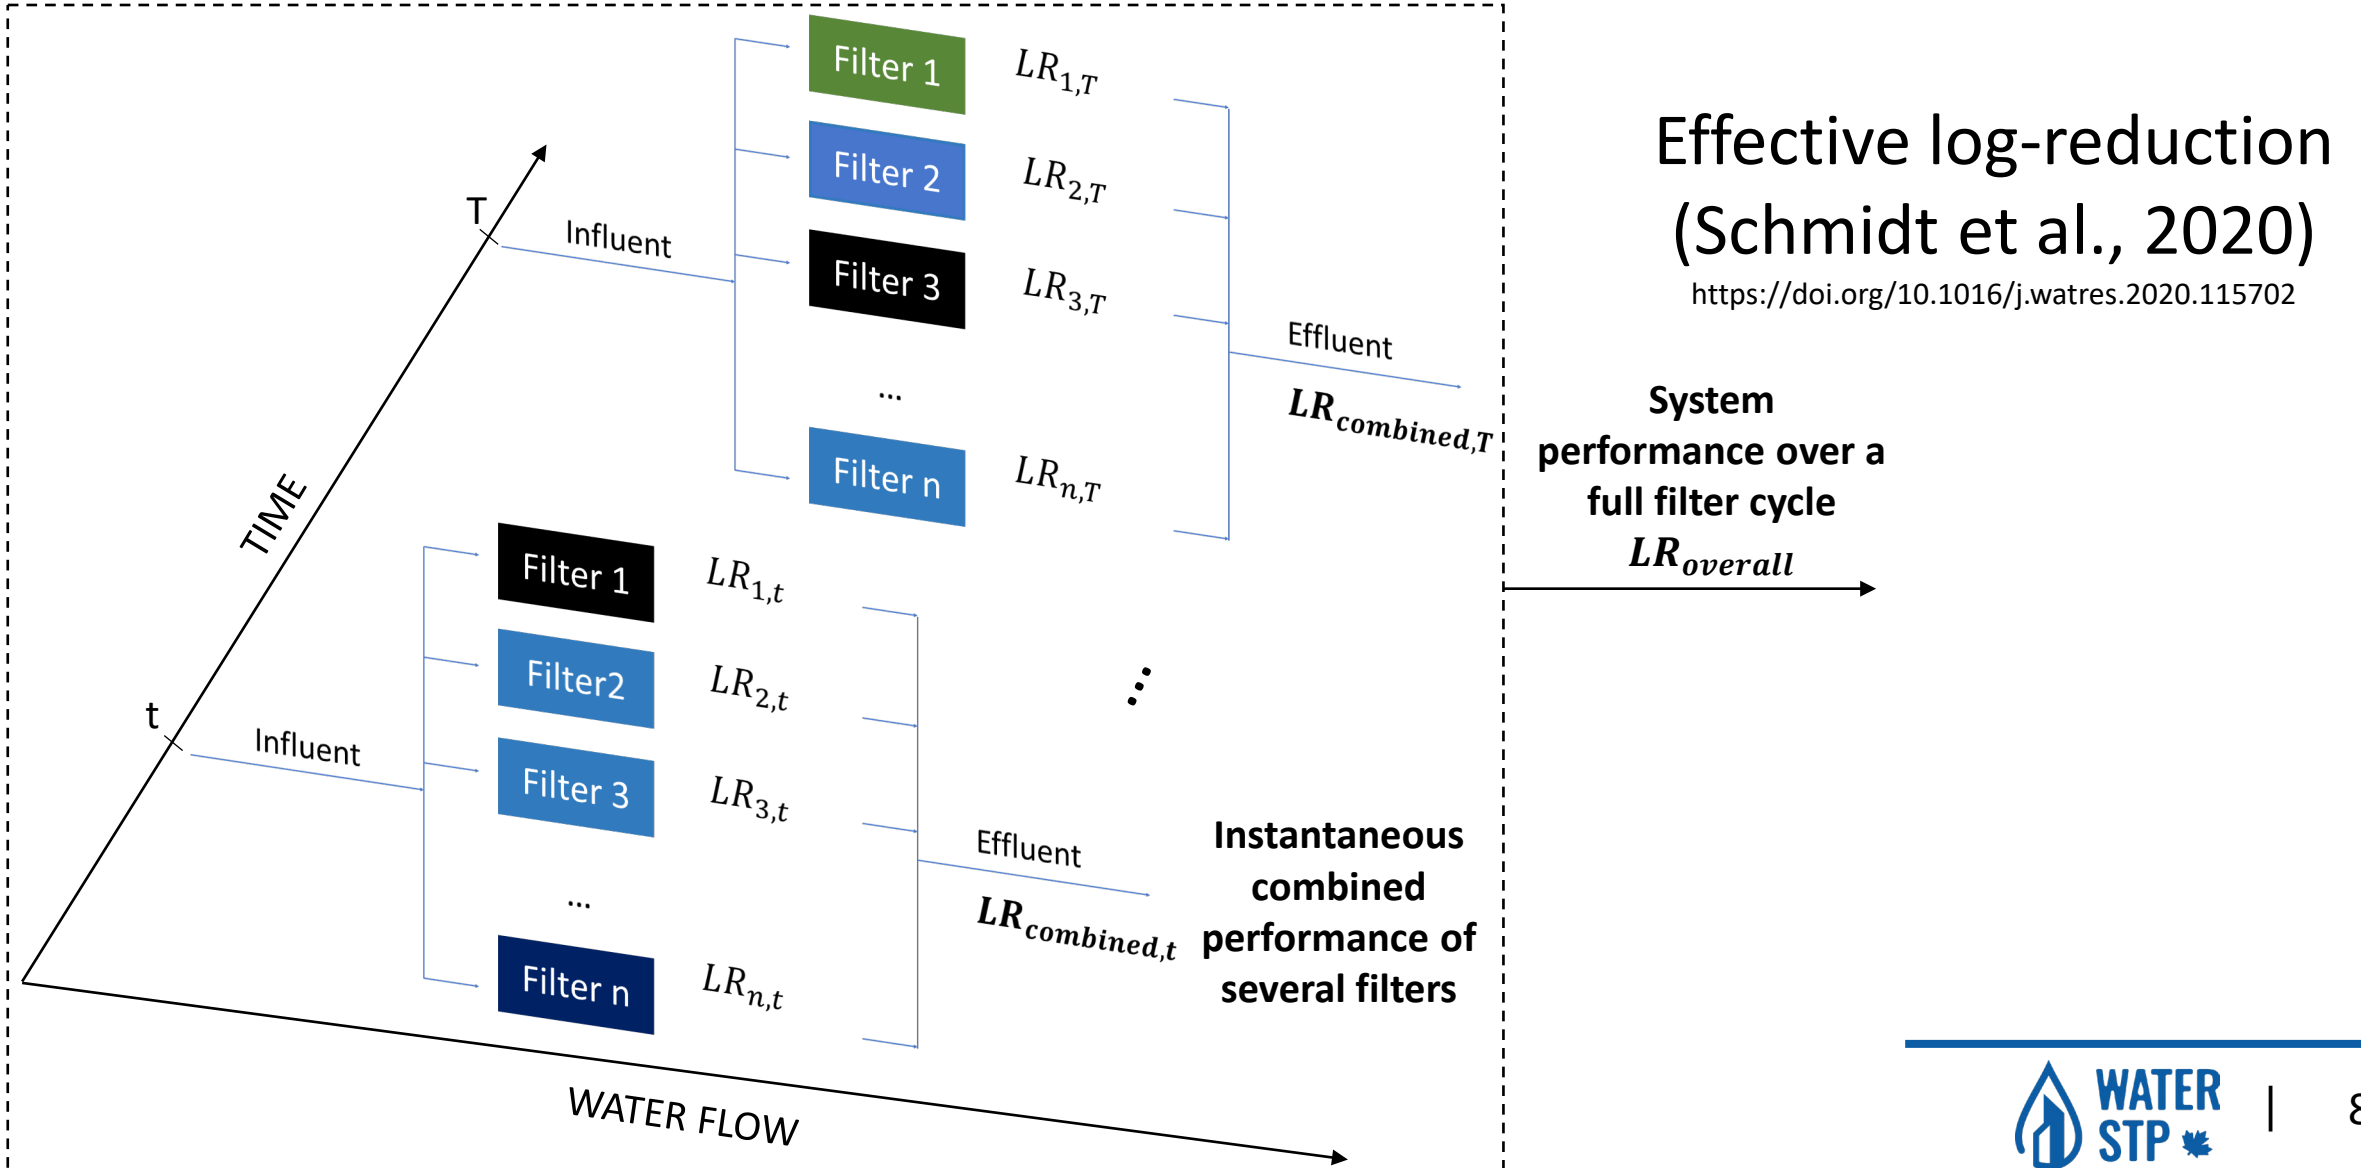 Effective log-reduction
(Schmidt et al., 2020)
https://doi.org/10.1016/j.watres.2020.115702
TIME
T
Influent
Filter 1
LR1,T
Filter 2
LR2,T
Filter 3
LR3,T
...
Filter n
LRn,T
Effluent
LRcombined,T
t
Influent
Filter 1
LR1,t
Filter2
LR2,t
Filter 3
LR3,t
...
Filter n
LRn,t
Effluent
LRcombined,t
...
Instantaneous
combined
performance of
several filters
System
performance over a
full filter cycle
LRoverall
WATER FLOW
WATER
STP
| 8